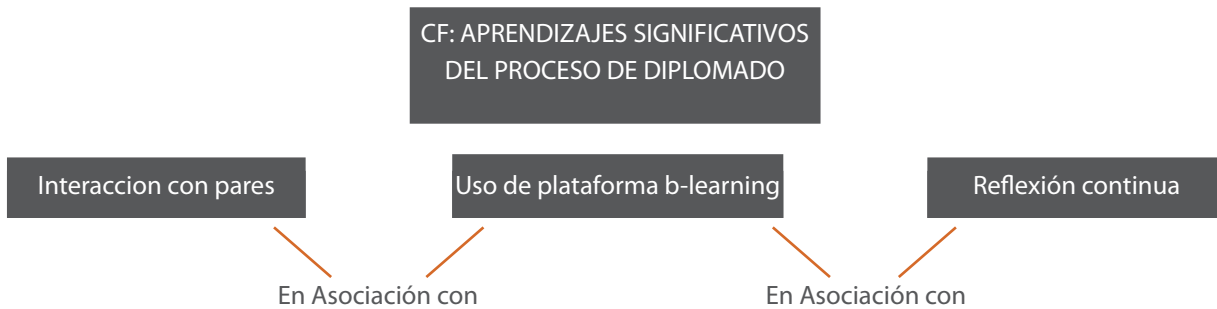 CF: APRENDIZAJES SIGNIFICATIVOS
DEL PROCESO DE DIPLOMADO
Interaccion con pares
Uso de plataforma b-learning
Reflexión continua
En Asociación con
En Asociación con